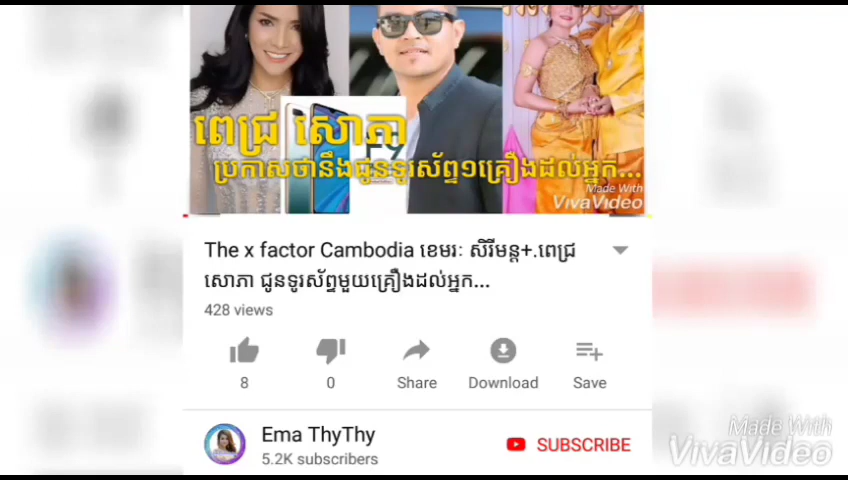 ពេជ្រ សោភា
F9
ប្រកាសថានឹងជូនទូរស័ព្ទ១គ្រឿងដល់អ្នក...
Made With
VivaVideo
The x factor Cambodia ខេមរៈ សិរីមន្ត+.ពេជ្រ
សោភា ជូនទូរស័ព្ទមួយគ្រឿងដល់អ្នក...
428 views
8
0
Share
Download
Save
Ema ThyThy
5.2K subscribers
SUBSCRIBE
Made With
VivaVideo